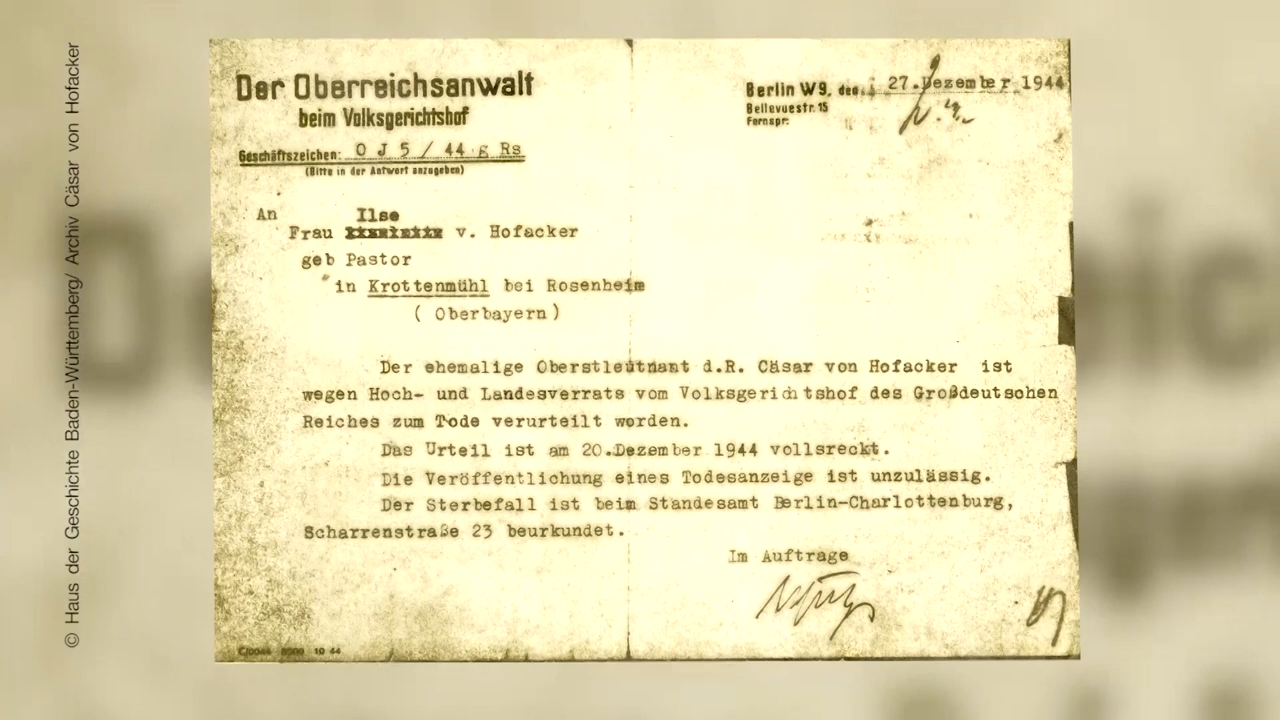 © Haus der Geschichte Baden-Württemberg/ Archiv Cäsar von Hofacker
Der Oberreichsanwalt
beim Volksgerichtshof
Geschäftszeichen: O J 5 / 44 g Rs
(Bitte in der Antwort anzugeben)
Berlin W9, den 27.Dezember 1944
Bellevuestr. 15
Fernspr:
An
Ilse
Frau v. Hofacker
geb Pastor
in Krottenmühl bei Rosenheim
( Oberbayern )
Der ehemalige Oberstleutnant d.R. Cäsar von Hofacker ist
wegen Hoch- und Landesverrats vom Volksgerichtshof des Großdeutschen
Reiches zum Tode verurteilt worden.
Das Urteil ist am 20.Dezember 1944 vollsreckt.
Die Veröffentlichung eines Todesanzeige ist unzulässig.
Der Sterbefall ist beim Standesamt Berlin-Charlottenburg,
Scharrenstraße 23 beurkundet.
Im Auftrage